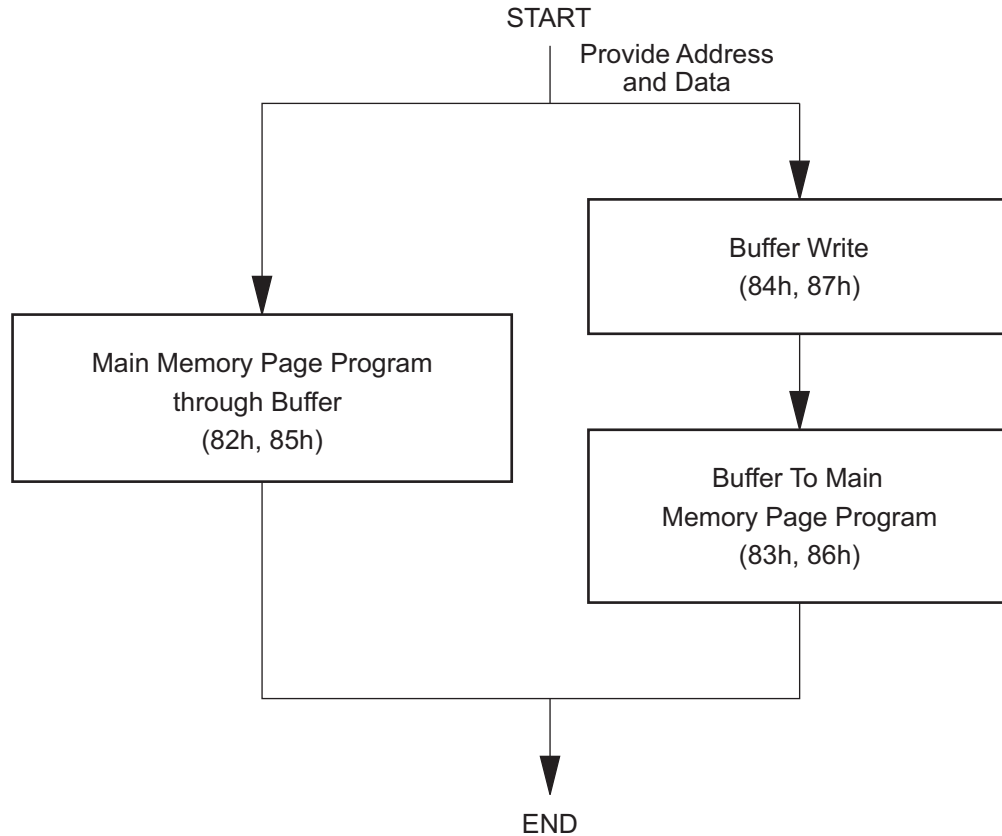 START
Provide Address
and Data
Buffer Write
(84h, 87h)
Main Memory Page Program
through Buffer
(82h, 85h)
Buffer To Main
Memory Page Program
(83h, 86h)
END